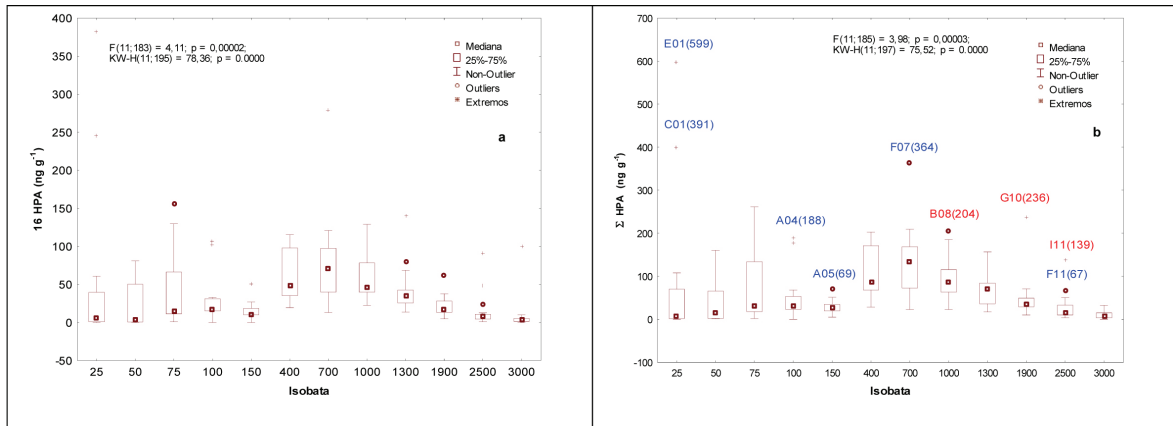 400
350
300
250
200
150
100
50
0
-50
16 HPA (ng g-1)
F(11;183) = 4,11; p = 0,00002;
KW-H(11;195) = 78,36; p = 0.0000
Mediana
25%-75%
Non-Outlier
Outliers
Extremos
a
25 50 75 100 150 400 700 1000 1300 1900 2500 3000
Isobata
700
600
500
400
300
200
100
0
-100
Σ HPA (ng g-1)
F(11;185) = 3,98; p = 0,00003;
KW-H(11;197) = 75,52; p = 0.0000
Mediana
25%-75%
Non-Outlier
Outliers
Extremos
b
E01(599)
C01(391)
A04(188)
A05(69)
F07(364)
B08(204)
G10(236)
I11(139)
F11(67)
25 50 75 100 150 400 700 1000 1300 1900 2500 3000
Isobata